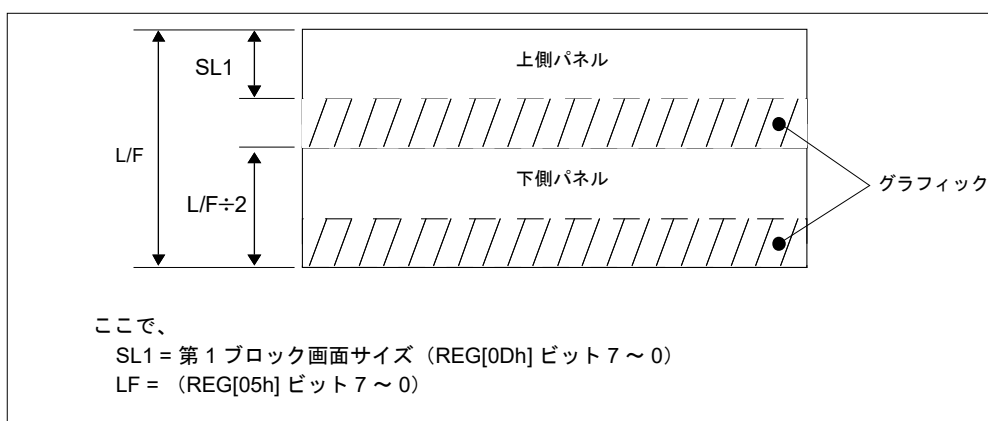 上側パネル
SL1
L/F
グラフィック
下側パネル
L/F÷2
ここで、
SL1 = 第 1 ブロック画面サイズ（REG[0Dh] ビット 7 ～ 0）
LF = （REG[05h] ビット 7 ～ 0）